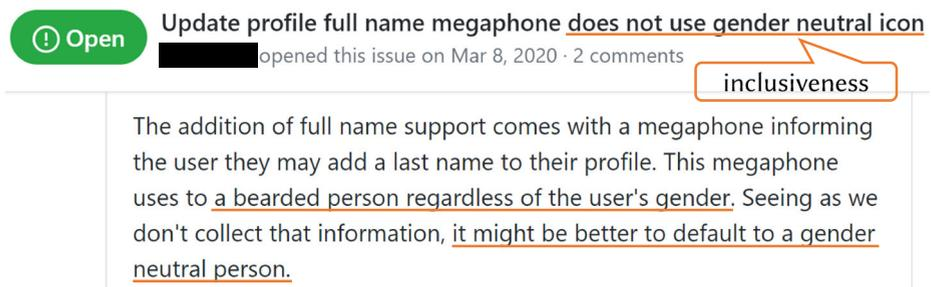 Open
Update profile full name megaphone does not use gender neutral icon
opened this issue on Mar 8, 2020 · 2 comments
inclusiveness
The addition of full name support comes with a megaphone informing
the user they may add a last name to their profile. This megaphone
uses to a bearded person regardless of the user's gender. Seeing as we
don't collect that information, it might be better to default to a gender
neutral person.